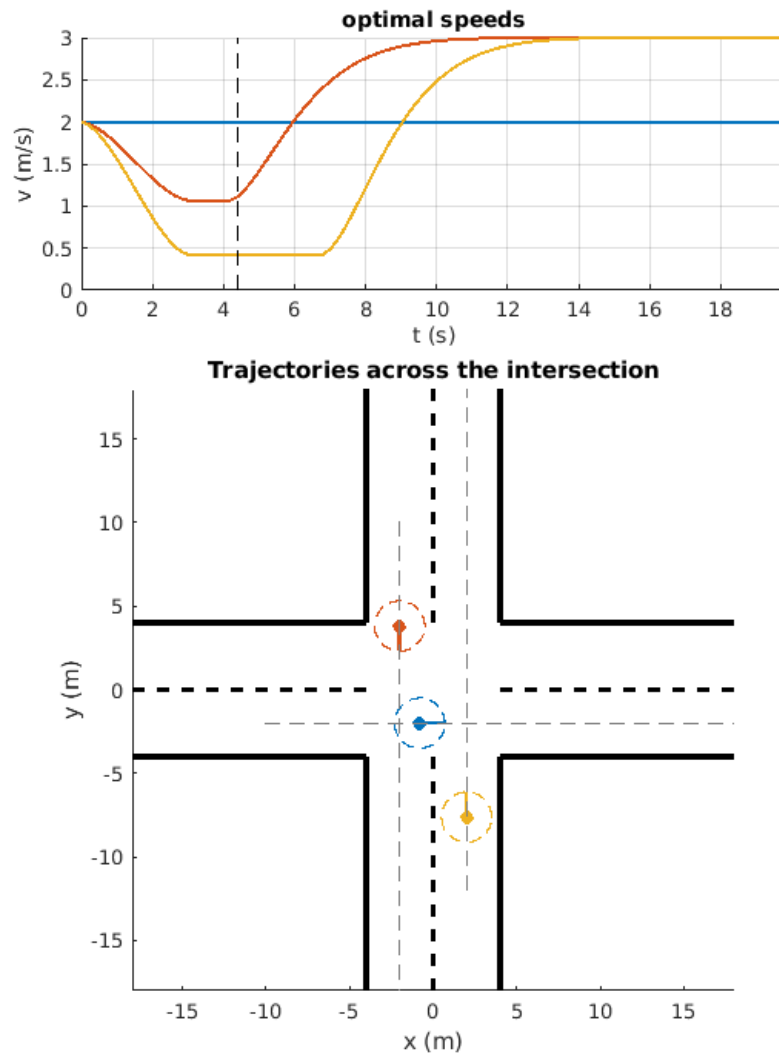 optimal speeds
3
2.5
2
1.5
1
0.5
0
v (m/s)
0 2 4 6 8 10 12 14 16 18
t (s)
Trajectories across the intersection
15
10
5
0
-5
-10
-15
y (m)
-15 -10 -5 0 5 10 15
x (m)